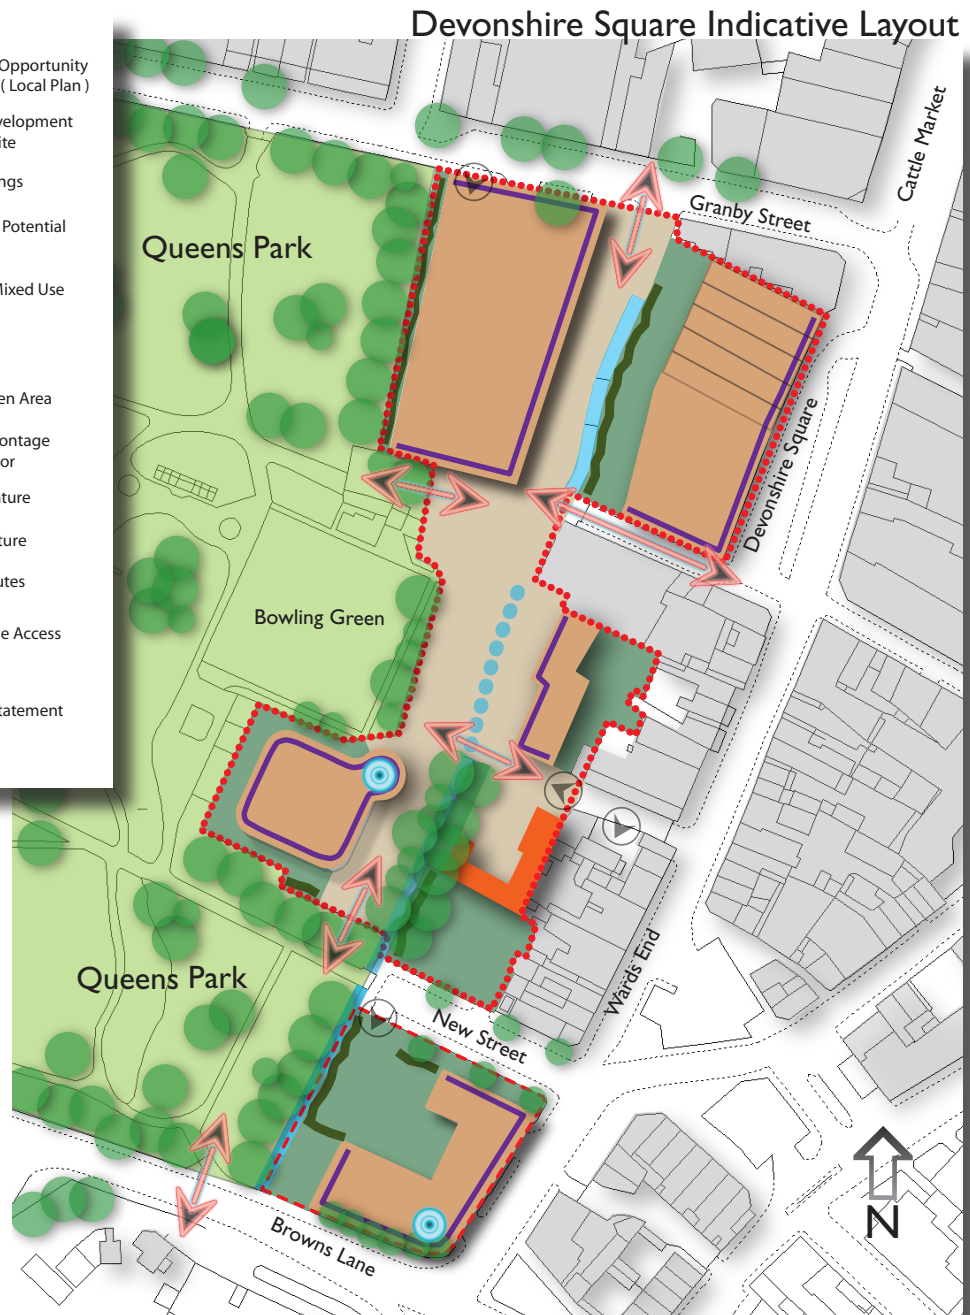 Devonshire Square Indicative Layout
Opportunity
( Local Plan )
velopment
ite
ngs
Potential
Mixed Use
en Area
ontage
or
ature
ture
utes
e Access
tatement
Cattle Market
Granby Street
Queens Park
Devonshire Square
Bowling Green
Queens Park
Wards End
New Street
Browns Lane
N